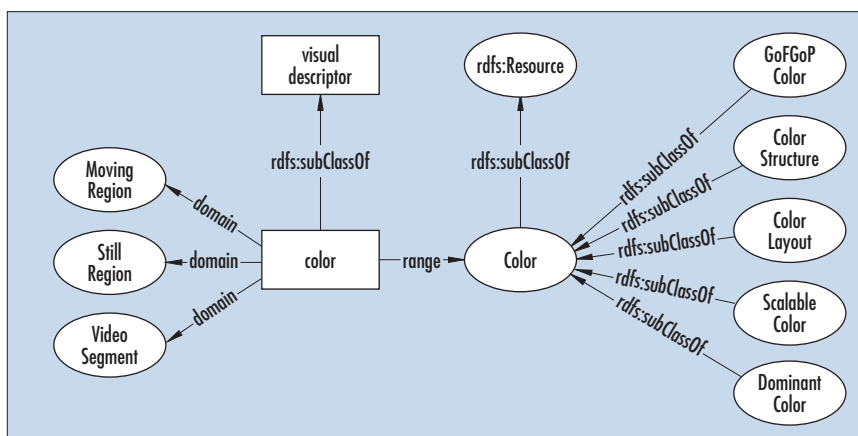 visual
descriptor
rdfs:Resource
GoFGoP
Color
rdfs:subClassOf
rdfs:subClassOf
rdfs:subClassOf
Color
Structure
rdfs:subClassOf
Moving
Region
domain
Still
Region
domain
color
range
Color
rdfs:subClassOf
Color
Layout
domain
Video
Segment
rdfs:subClassOf
Scalable
Color
rdfs:subClassOf
Dominant
Color